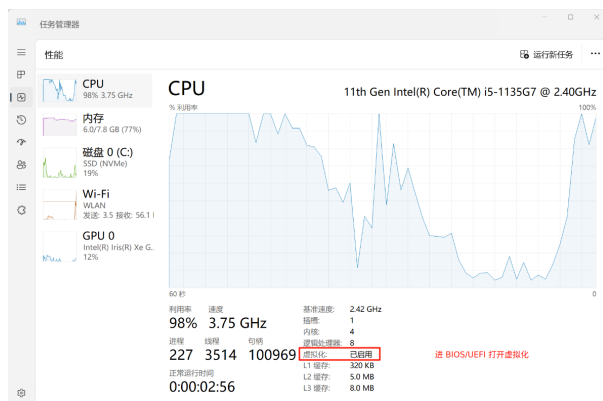 任务管理器
性能
运行新任务
CPU
98% 3.75 GHz
内存
6.0/7.8 GB (77%)
磁盘 0 (C:)
SSD (NVMe)
19%
Wi-Fi
WLAN
发送: 3.5 接收: 56.1
GPU 0
Intel(R) Iris(R) Xe G...
12%
CPU
11th Gen Intel(R) Core(TM) i5-1135G7 @ 2.40GHz
% 利用率
100%
60 秒
0
利用率
98%
速度
3.75 GHz
进程
227
线程
3514
句柄
100969
正常运行时间
0:00:02:56
基准速度: 2.42 GHz
插槽: 1
内核: 4
逻辑处理器: 8
虚拟化: 已启用
L1 缓存: 320 KB
L2 缓存: 5.0 MB
L3 缓存: 8.0 MB
进 BIOS/UEFI 打开虚拟化